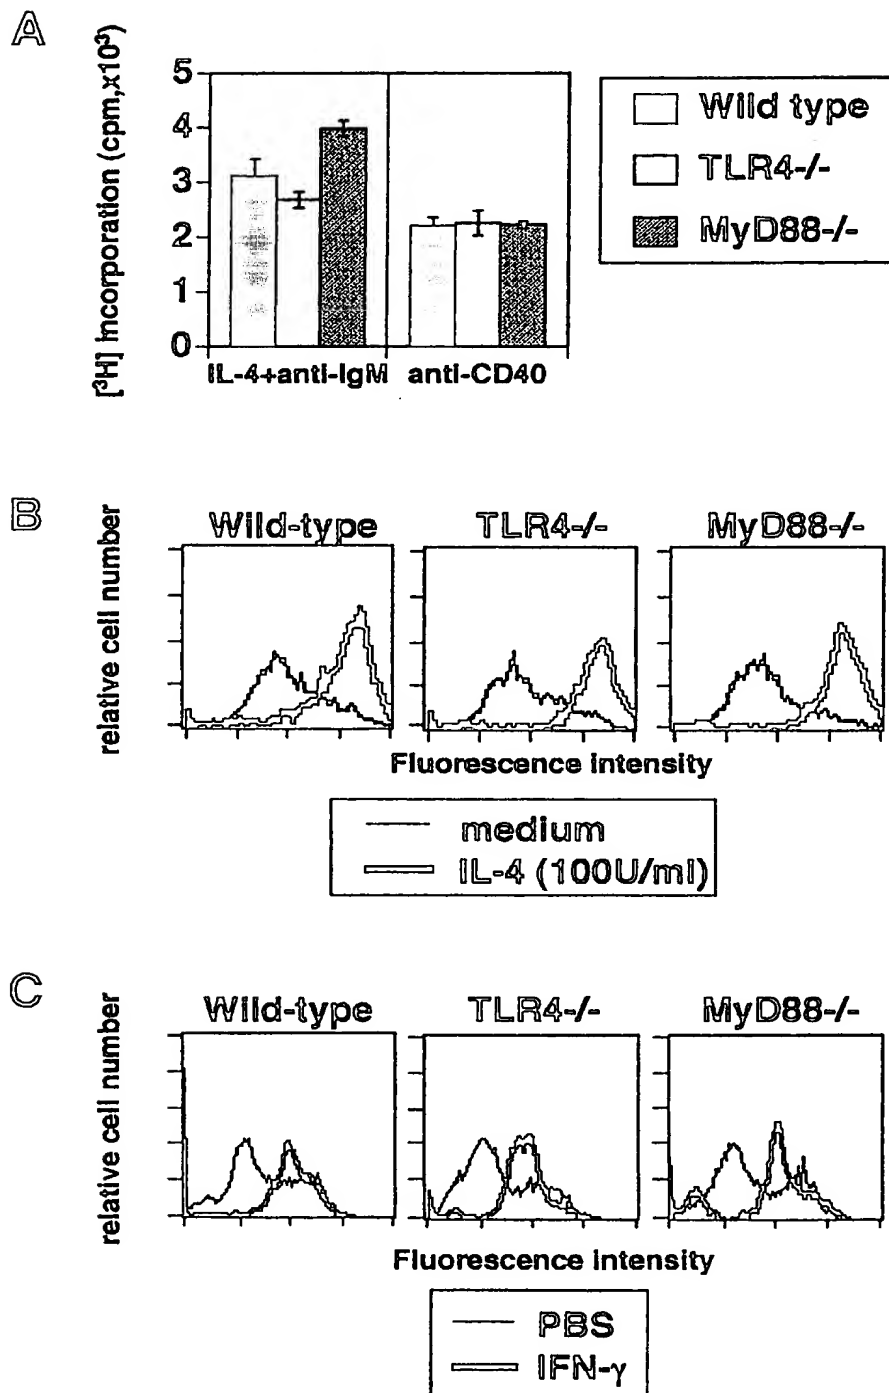 A
[³H] Incorporation (cpm,x10³)
5
4
3
2
1
0
IL-4+anti-IgM
anti-CD40
Wild type
TLR4-/-
MyD88-/-
B
relative cell number
Wild-type
TLR4-/-
MyD88-/-
Fluorescence intensity
medium
IL-4 (100U/ml)
C
relative cell number
Wild-type
TLR4-/-
MyD88-/-
Fluorescence intensity
PBS
IFN-γ